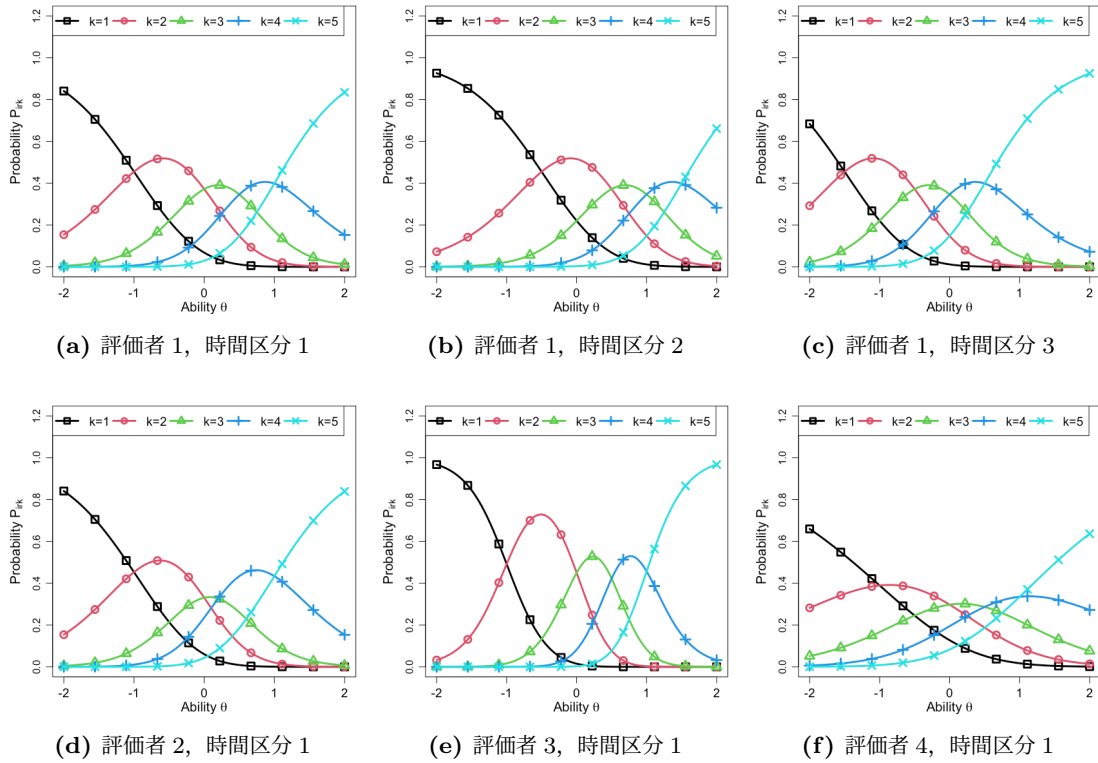 k=1 k=2 k=3 k=4 k=5
Probability P_irk
0.0 0.2 0.4 0.6 0.8 1.0 1.2
-2 -1 0 1 2
Ability θ
(a) 評価者 1，時間区分 1
k=1 k=2 k=3 k=4 k=5
Probability P_irk
0.0 0.2 0.4 0.6 0.8 1.0 1.2
-2 -1 0 1 2
Ability θ
(b) 評価者 1，時間区分 2
k=1 k=2 k=3 k=4 k=5
Probability P_irk
0.0 0.2 0.4 0.6 0.8 1.0 1.2
-2 -1 0 1 2
Ability θ
(c) 評価者 1，時間区分 3
k=1 k=2 k=3 k=4 k=5
Probability P_irk
0.0 0.2 0.4 0.6 0.8 1.0 1.2
-2 -1 0 1 2
Ability θ
(d) 評価者 2，時間区分 1
k=1 k=2 k=3 k=4 k=5
Probability P_irk
0.0 0.2 0.4 0.6 0.8 1.0 1.2
-2 -1 0 1 2
Ability θ
(e) 評価者 3，時間区分 1
k=1 k=2 k=3 k=4 k=5
Probability P_irk
0.0 0.2 0.4 0.6 0.8 1.0 1.2
-2 -1 0 1 2
Ability θ
(f) 評価者 4，時間区分 1